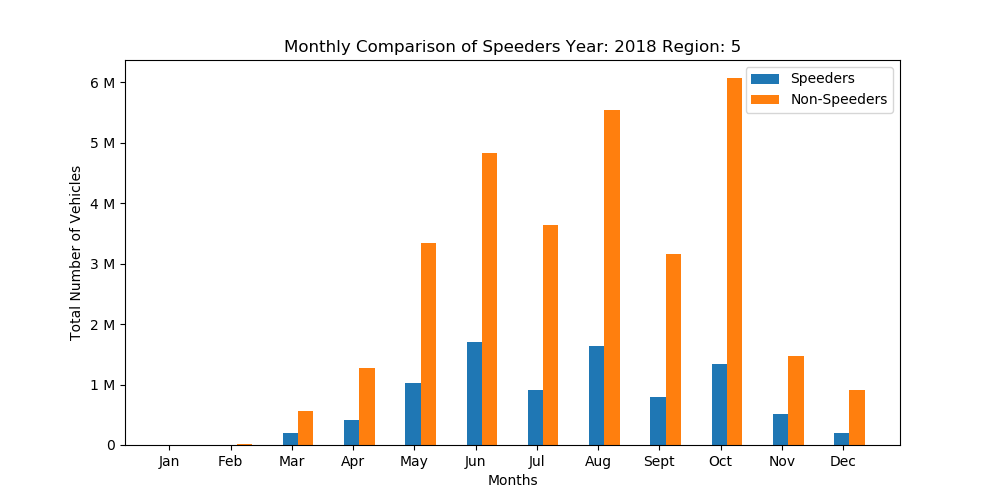 Monthly Comparison of Speeders Year: 2018 Region: 5
Speeders
Non-Speeders
Total Number of Vehicles
6 M
5 M
4 M
3 M
2 M
1 M
0
Jan Feb Mar Apr May Jun Jul Aug Sept Oct Nov Dec
Months